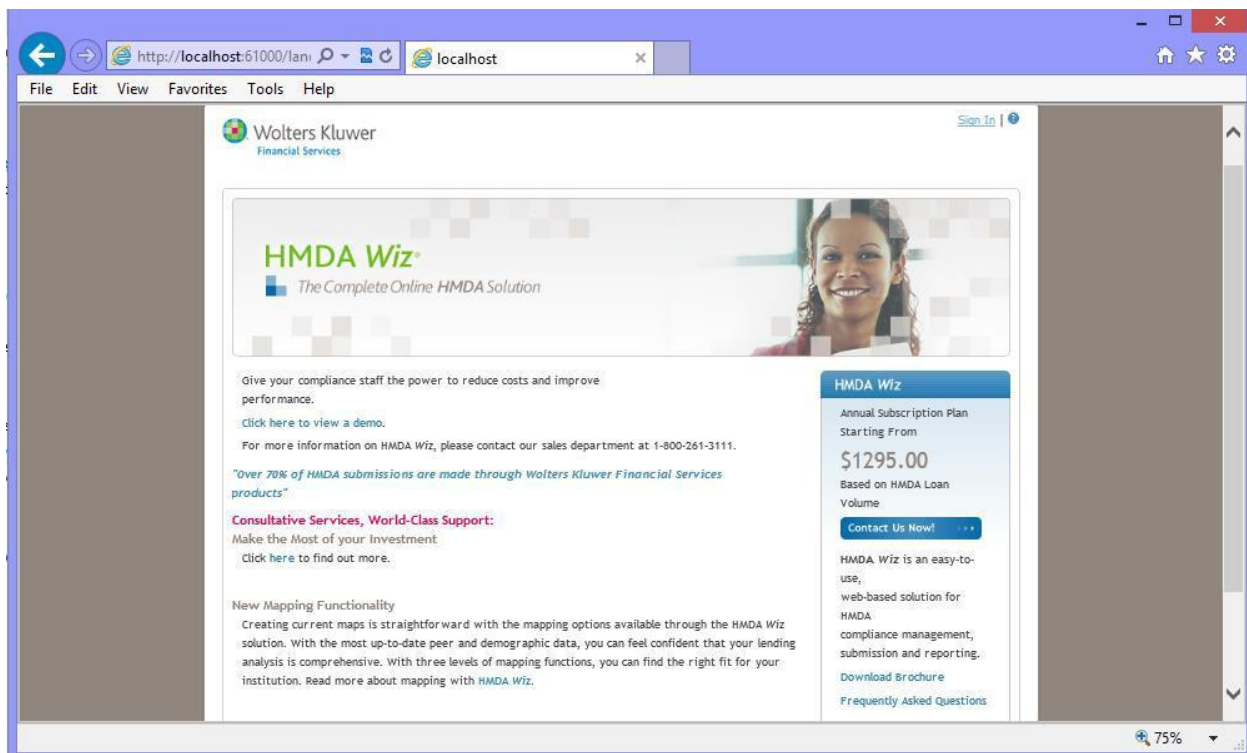 http://localhost:61000/lan
localhost
File Edit View Favorites Tools Help
Wolters Kluwer
Financial Services
Sign In |
HMDA Wiz®
The Complete Online HMDA Solution
Give your compliance staff the power to reduce costs and improve
performance.
Click here to view a demo.
For more information on HMDA Wiz, please contact our sales department at 1-800-261-3111.
"Over 70% of HMDA submissions are made through Wolters Kluwer Financial Services
products"
Consultative Services, World-Class Support:
Make the Most of your Investment
Click here to find out more.
New Mapping Functionality
Creating current maps is straightforward with the mapping options available through the HMDA Wiz
solution. With the most up-to-date peer and demographic data, you can feel confident that your lending
analysis is comprehensive. With three levels of mapping functions, you can find the right fit for your
institution. Read more about mapping with HMDA Wiz.
HMDA Wiz
Annual Subscription Plan
Starting From
$1295.00
Based on HMDA Loan
Volume
Contact Us Now!
HMDA Wiz is an easy-to-
use,
web-based solution for
HMDA
compliance management,
submission and reporting.
Download Brochure
Frequently Asked Questions
75%